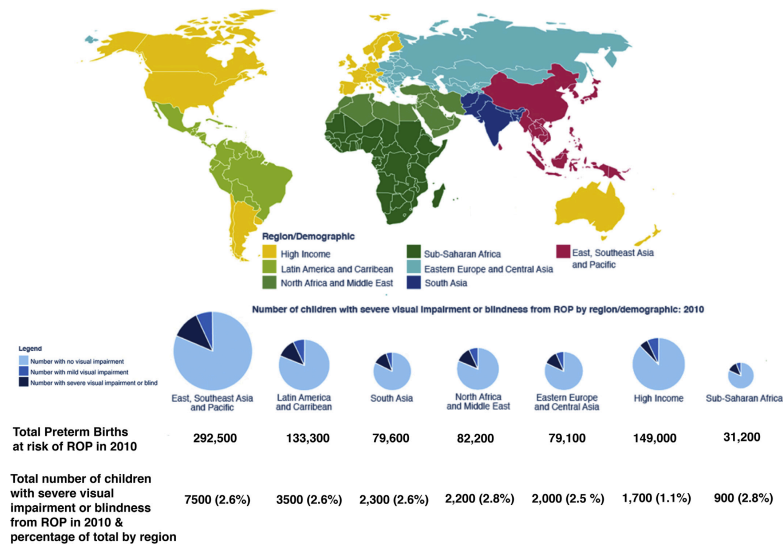 Region/Demographic
High Income
Latin America and Carribean
North Africa and Middle East
Sub-Saharan Africa
Eastern Europe and Central Asia
South Asia
East, Southeast Asia
and Pacific
Number of children with severe visual impairment or blindness from ROP by region/demographic: 2010
Legend
Number with no visual impairment
Number with mild visual impairment
Number with severe visual impairment or blind
East, Southeast Asia
and Pacific
Latin America
and Carribean
South Asia
North Africa
and Middle East
Eastern Europe
and Central Asia
High Income
Sub-Saharan Africa
Total Preterm Births
at risk of ROP in 2010
292,500 133,300 79,600 82,200 79,100 149,000 31,200
Total number of children
with severe visual
impairment or blindness
from ROP in 2010 &
percentage of total by region
7500 (2.6%) 3500 (2.6%) 2,300 (2.6%) 2,200 (2.8%) 2,000 (2.5 %) 1,700 (1.1%) 900 (2.8%)